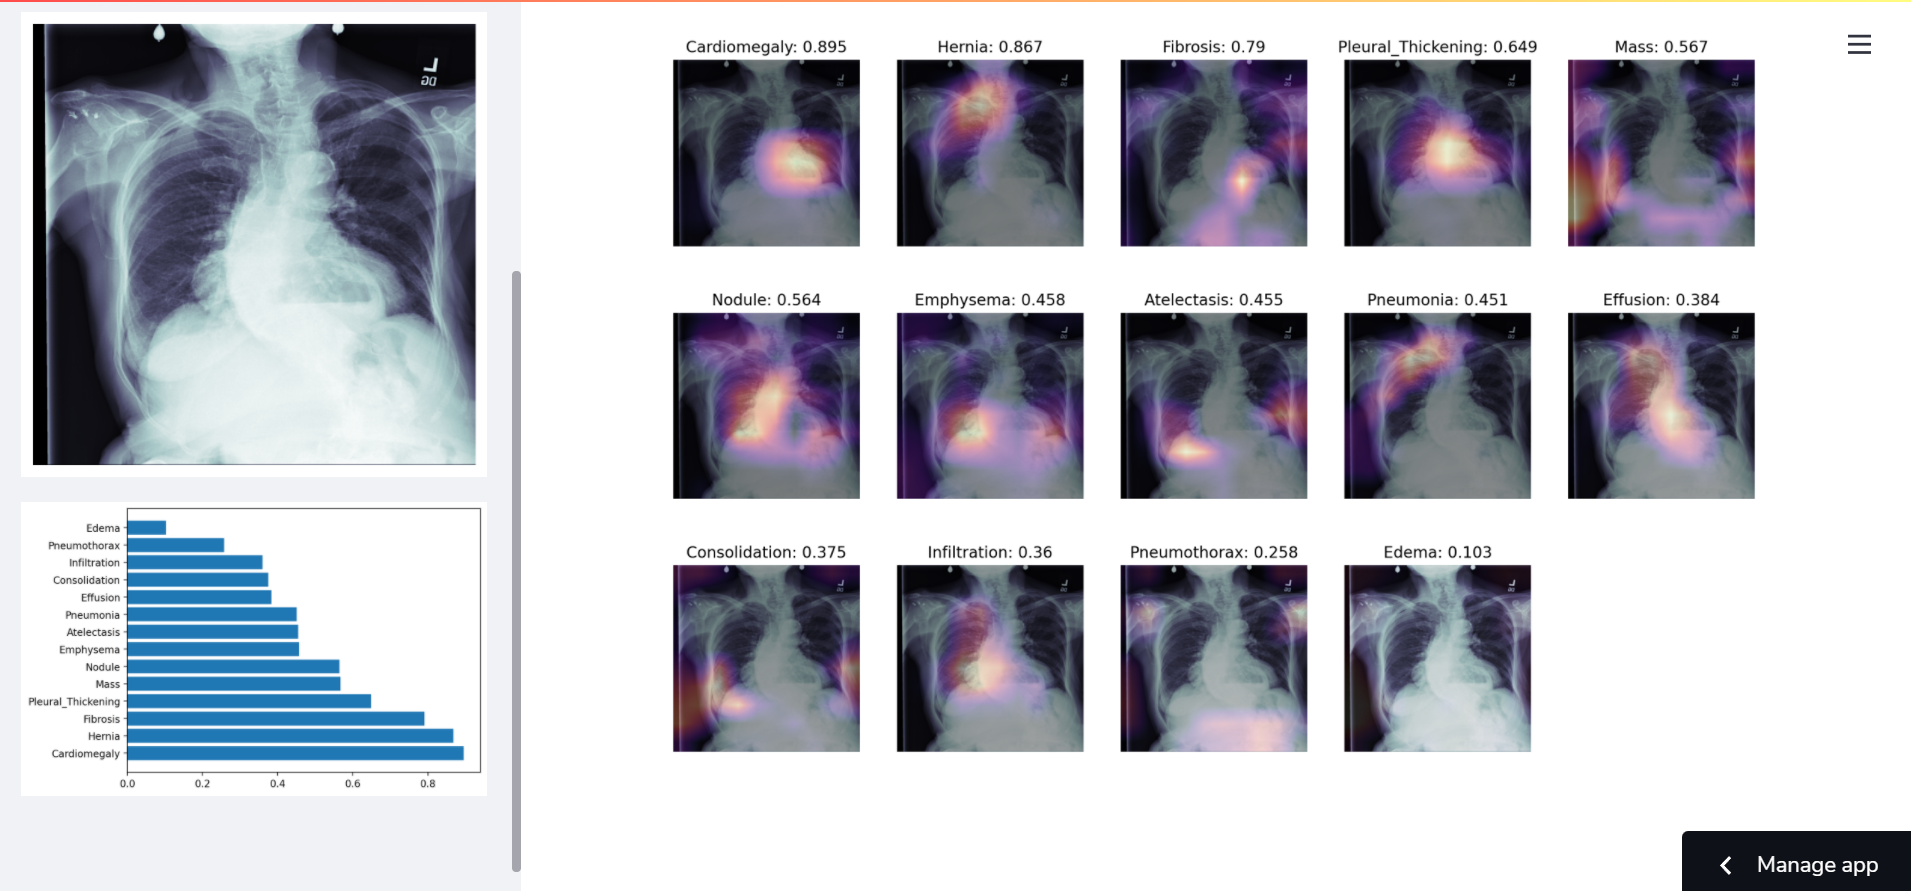 L
DG
Edema
Pneumothorax
Infiltration
Consolidation
Effusion
Pneumonia
Atelectasis
Emphysema
Nodule
Mass
Pleural_Thickening
Fibrosis
Hernia
Cardiomegaly
0.0 0.2 0.4 0.6 0.8
Cardiomegaly: 0.895 Hernia: 0.867 Fibrosis: 0.79 Pleural_Thickening: 0.649 Mass: 0.567
Nodule: 0.564 Emphysema: 0.458 Atelectasis: 0.455 Pneumonia: 0.451 Effusion: 0.384
Consolidation: 0.375 Infiltration: 0.36 Pneumothorax: 0.258 Edema: 0.103
Manage app